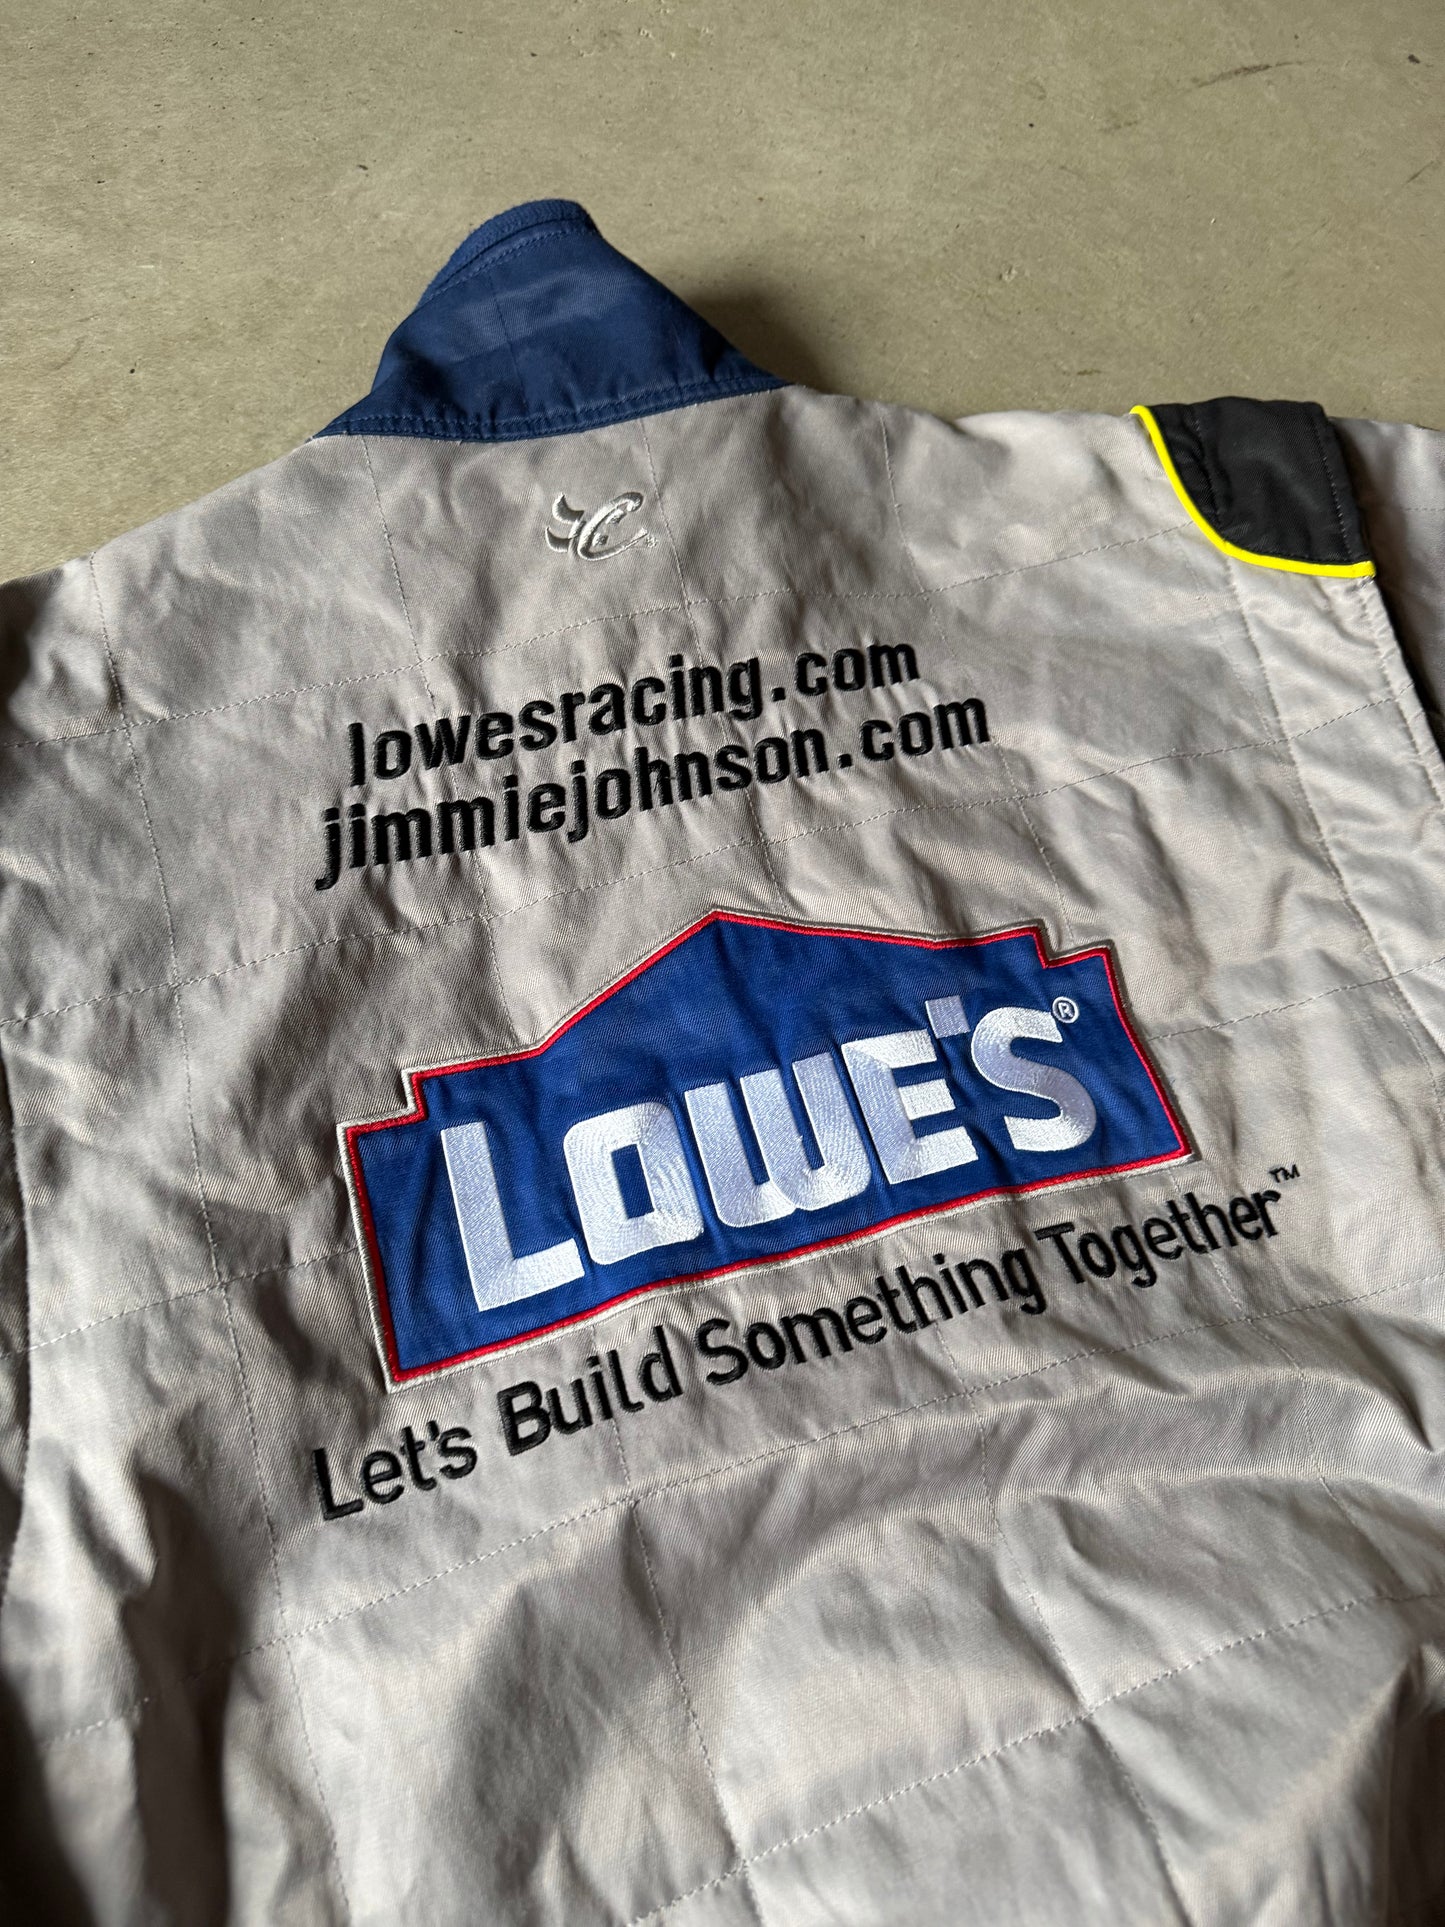 lowesracing.com
jimmiejohnson.com
LOWE'S®
Let's Build Something Together™